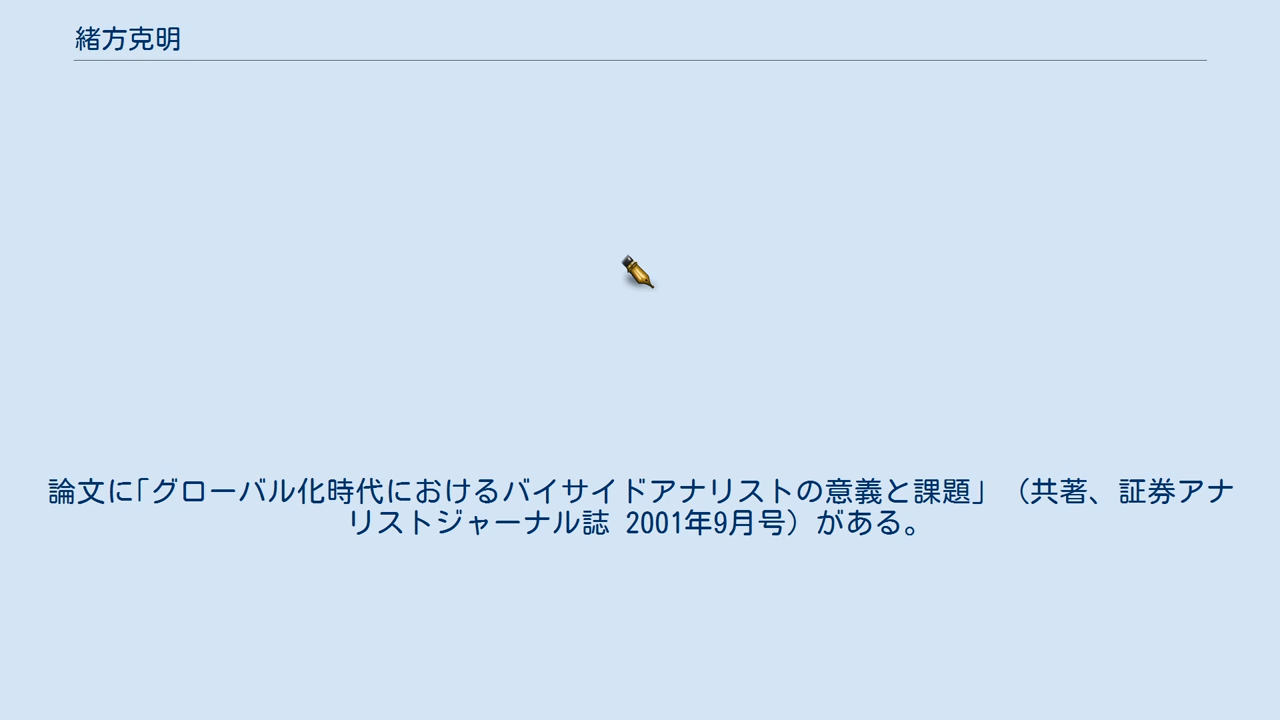 緒方克明
論文に｢グローバル化時代におけるバイサイドアナリストの意義と課題」（共著、証券アナ
リストジャーナル誌 2001年9月号）がある。